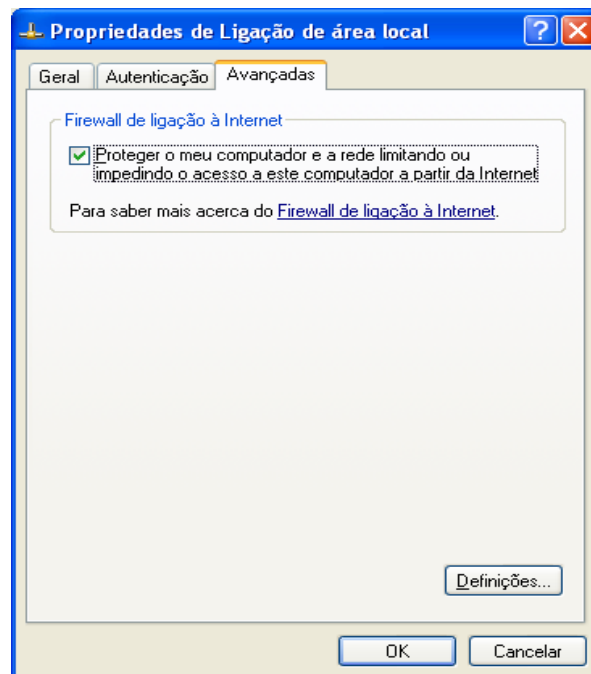 Propriedades de Ligação de área local
Geral
Autenticação
Avançadas
Firewall de ligação à Internet
Proteger o meu computador e a rede limitando ou
impedindo o acesso a este computador a partir da Internet
Para saber mais acerca do Firewall de ligação à Internet.
Definições...
OK
Cancelar